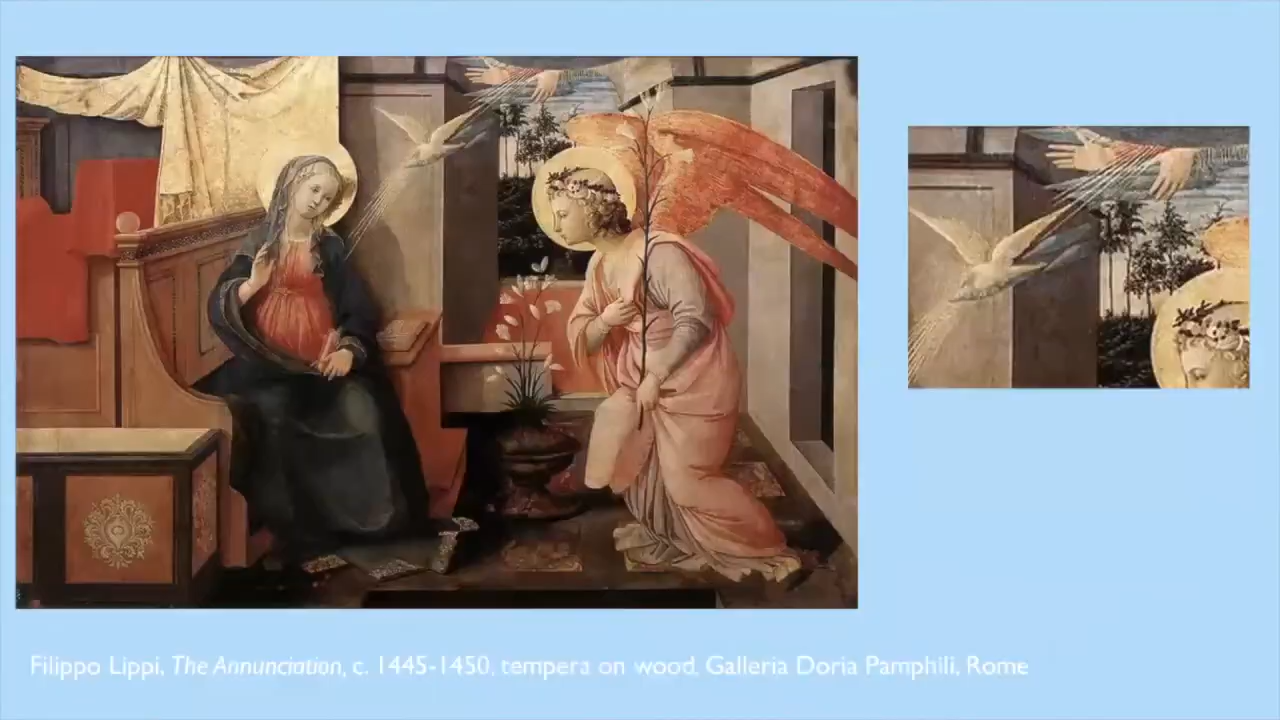 Filippo Lippi, The Annunciation, c. 1445-1450, tempera on wood, Galleria Doria Pamphili, Rome